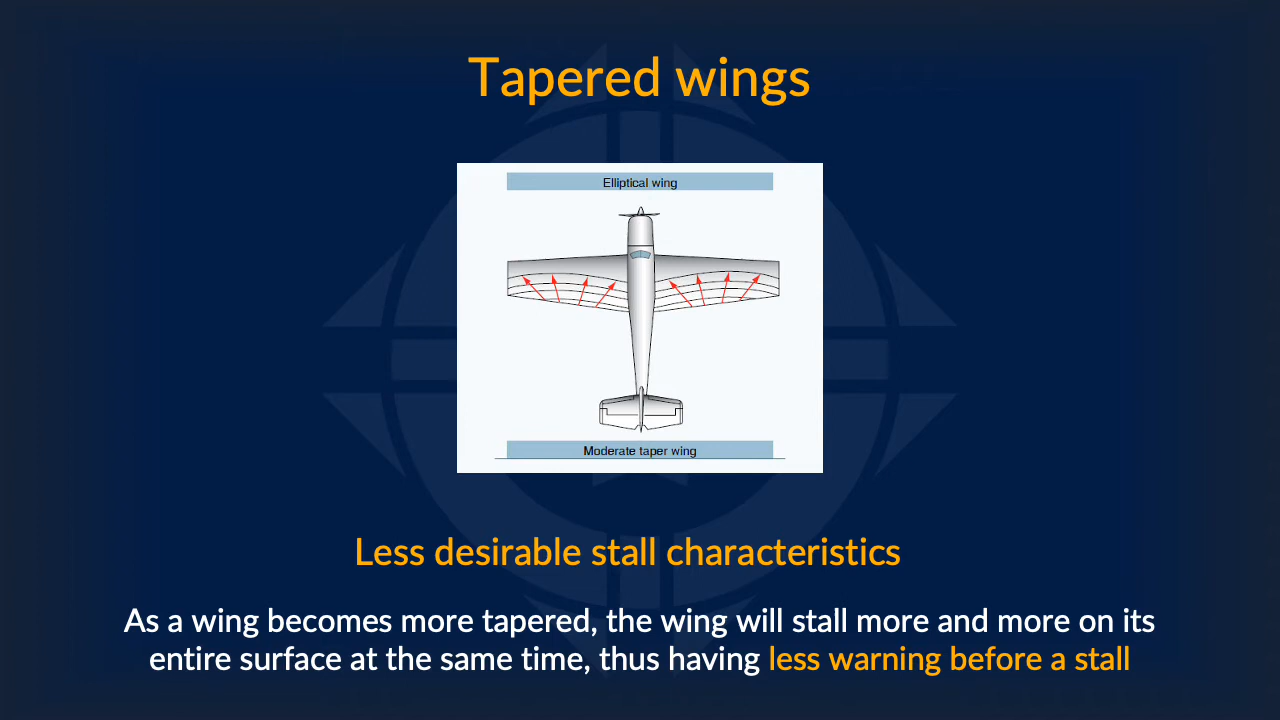 Tapered wings
Elliptical wing
Moderate taper wing
Less desirable stall characteristics
As a wing becomes more tapered, the wing will stall more and more on its
entire surface at the same time, thus having less warning before a stall